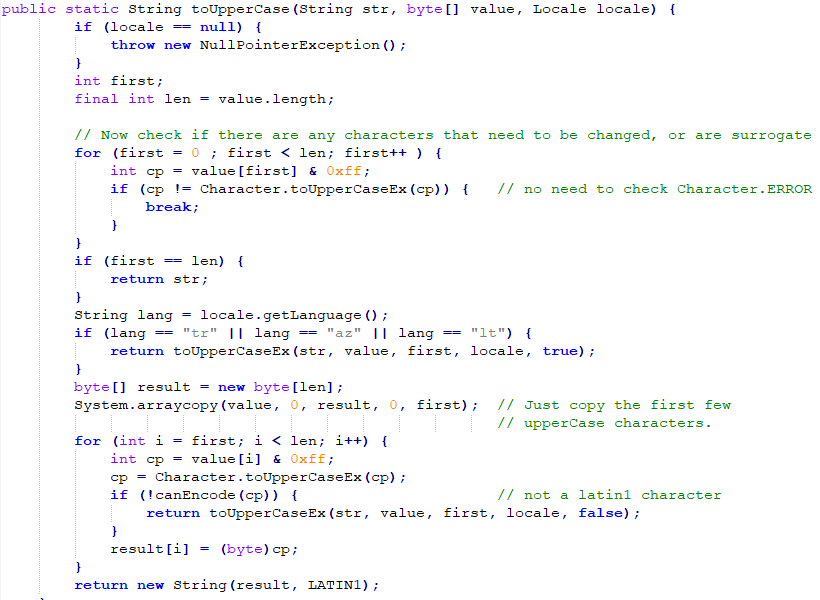 public static String toUpperCase(String str, byte[] value, Locale locale) {
if (locale == null) {
throw new NullPointerException();
}
int first;
final int len = value.length;
// Now check if there are any characters that need to be changed, or are surrogate
for (first = 0 ; first < len; first++ ) {
int cp = value[first] & 0xff;
if (cp != Character.toUpperCaseEx(cp)) {   // no need to check Character.ERROR
break;
}
}
if (first == len) {
return str;
}
String lang = locale.getLanguage();
if (lang == "tr" || lang == "az" || lang == "lt") {
return toUpperCaseEx(str, value, first, locale, true);
}
byte[] result = new byte[len];
System.arraycopy(value, 0, result, 0, first);  // Just copy the first few
// upperCase characters.
for (int i = first; i < len; i++) {
int cp = value[i] & 0xff;
cp = Character.toUpperCaseEx(cp);
if (!canEncode(cp)) {                      // not a latin1 character
return toUpperCaseEx(str, value, first, locale, false);
}
result[i] = (byte)cp;
}
return new String(result, LATIN1);